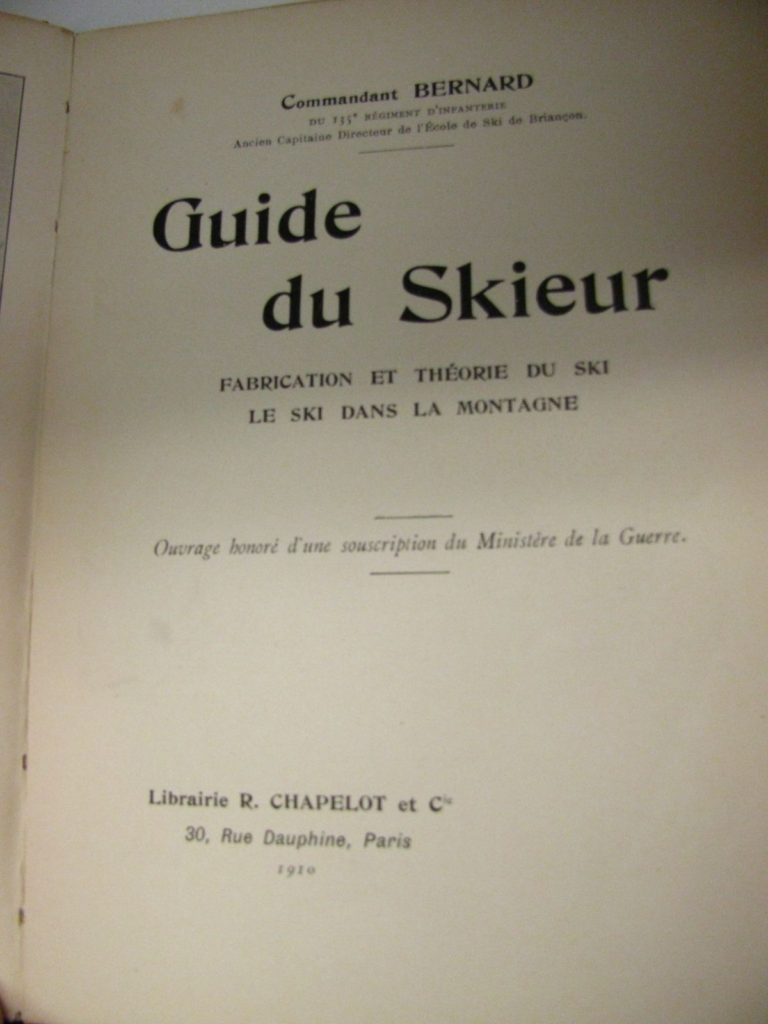 Commandant BERNARD
DU 135e RÉGIMENT D'INFANTERIE
Ancien Capitaine Directeur de l'École de Ski de Briançon.
Guide
du Skieur
FABRICATION ET THÉORIE DU SKI
LE SKI DANS LA MONTAGNE
Ouvrage honoré d'une souscription du Ministère de la Guerre.
Librairie R. CHAPELOT et Cie
30, Rue Dauphine, Paris
1910